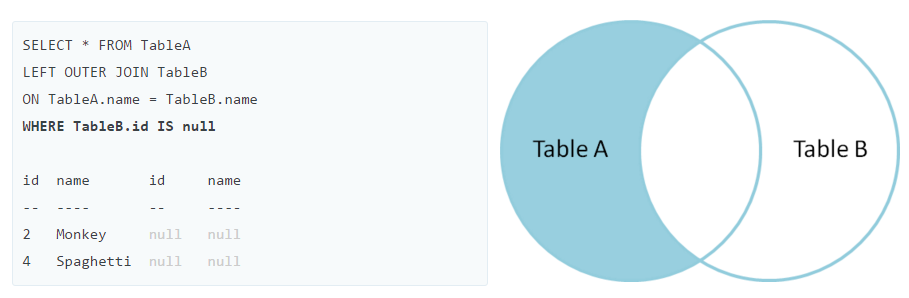 SELECT * FROM TableA
LEFT OUTER JOIN TableB
ON TableA.name = TableB.name
WHERE TableB.id IS null
id name id name
-- ---- -- ----
2 Monkey null null
4 Spaghetti null null
Table A
Table B